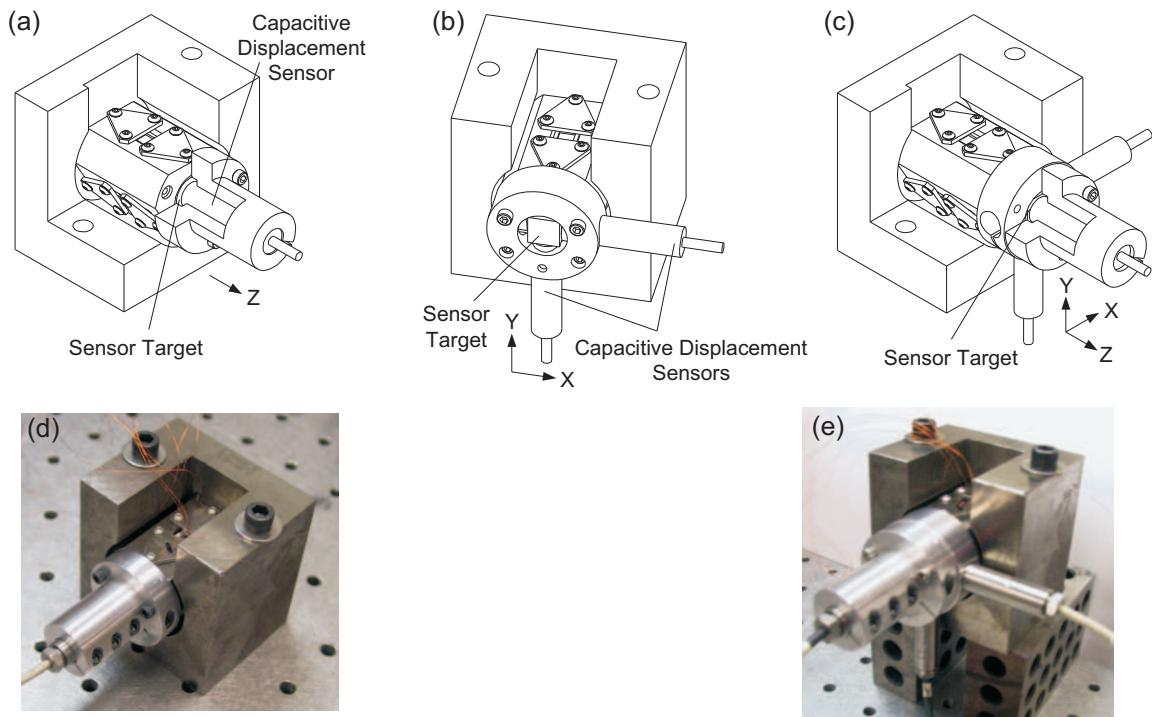 (a)
Capacitive
Displacement
Sensor
Z
Sensor Target
(b)
Sensor
Target
Y
X
Capacitive Displacement
Sensors
(c)
Sensor Target
Y
X
Z
(d)
(e)